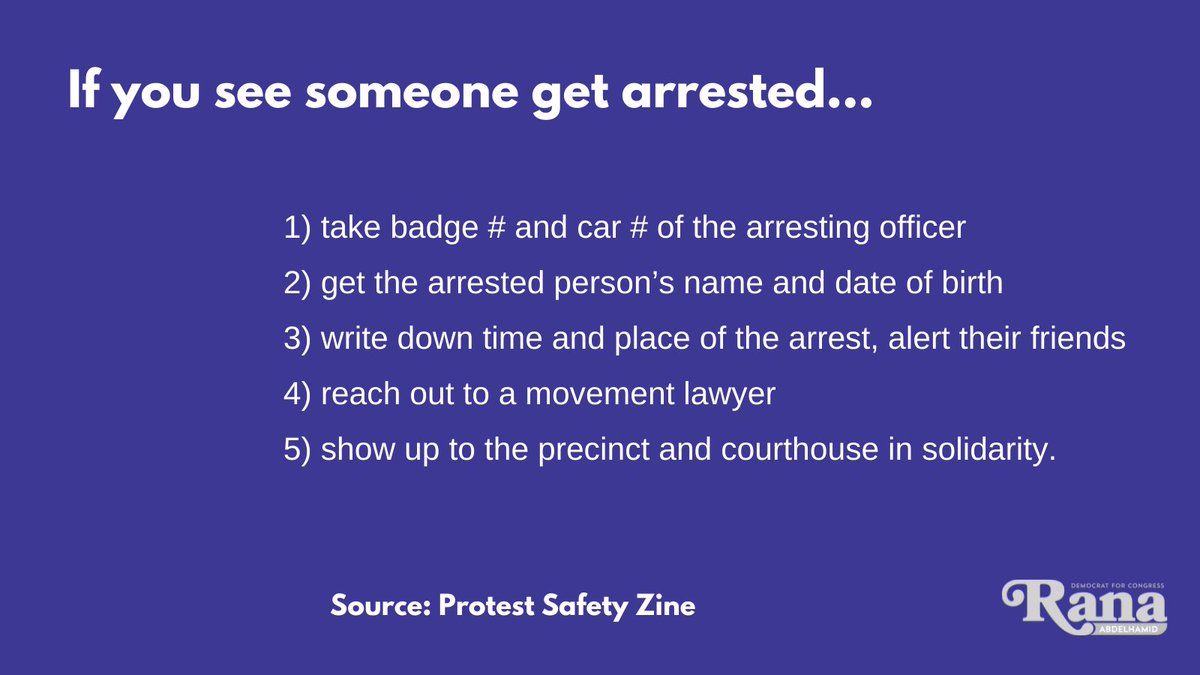 If you see someone get arrested...
1) take badge # and car # of the arresting officer
2) get the arrested person’s name and date of birth
3) write down time and place of the arrest, alert their friends
4) reach out to a movement lawyer
5) show up to the precinct and courthouse in solidarity.
Source: Protest Safety Zine
DEMOCRAT FOR CONGRESS
Rana
ABDELHAMID